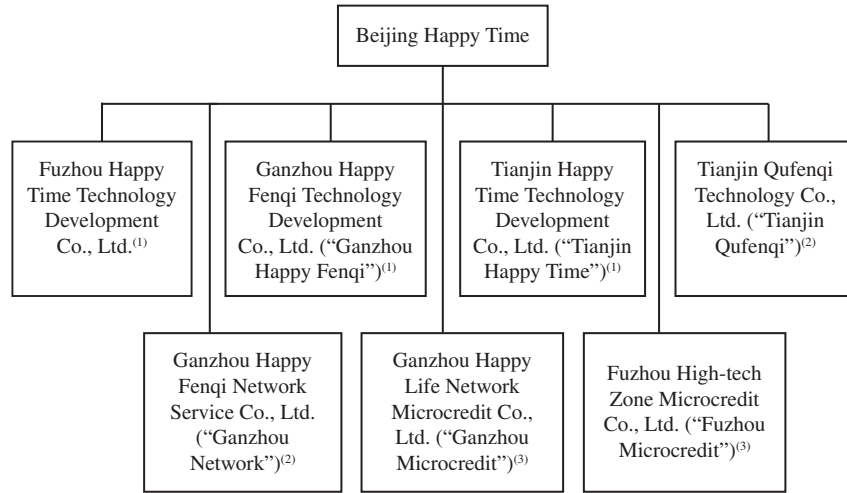 Beijing Happy Time
Fuzhou Happy
Time Technology
Development
Co., Ltd.(1)
Ganzhou Happy
Fenqi Technology
Development
Co., Ltd. (“Ganzhou
Happy Fenqi”)(1)
Tianjin Happy
Time Technology
Development
Co., Ltd. (“Tianjin
Happy Time”)(1)
Tianjin Qufenqi
Technology Co.,
Ltd. (“Tianjin
Qufenqi”)(2)
Ganzhou Happy
Fenqi Network
Service Co., Ltd.
(“Ganzhou
Network”)(2)
Ganzhou Happy
Life Network
Microcredit Co.,
Ltd. (“Ganzhou
Microcredit”)(3)
Fuzhou High-tech
Zone Microcredit
Co., Ltd. (“Fuzhou
Microcredit”)(3)